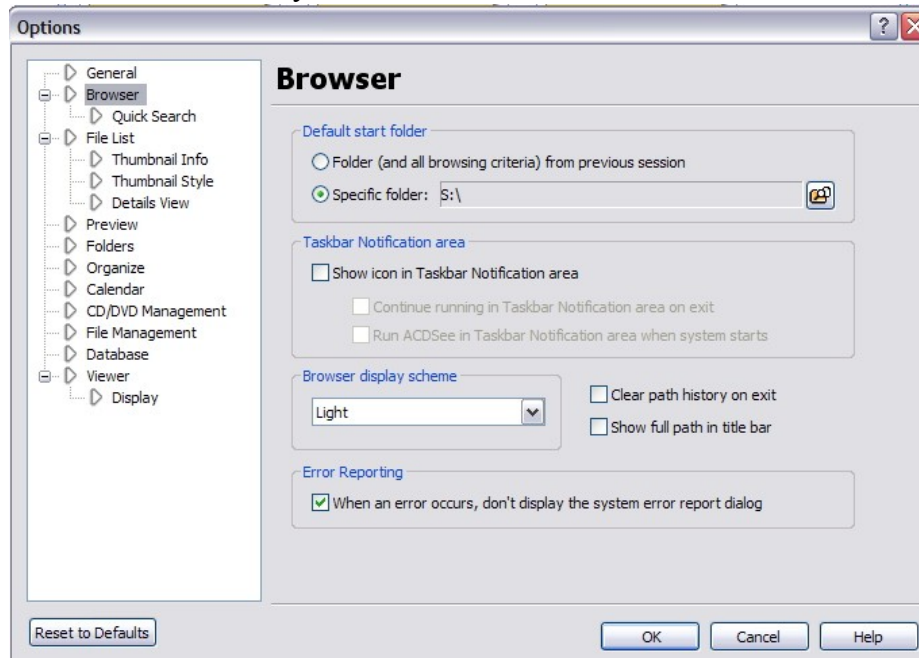 Options
General
Browser
Quick Search
File List
Thumbnail Info
Thumbnail Style
Details View
Preview
Folders
Organize
Calendar
CD/DVD Management
File Management
Database
Viewer
Display
Browser
Default start folder
Folder (and all browsing criteria) from previous session
Specific folder: S:\
Taskbar Notification area
Show icon in Taskbar Notification area
Continue running in Taskbar Notification area on exit
Run ACDSee in Taskbar Notification area when system starts
Browser display scheme
Light
Clear path history on exit
Show full path in title bar
Error Reporting
When an error occurs, don't display the system error report dialog
Reset to Defaults
OK
Cancel
Help